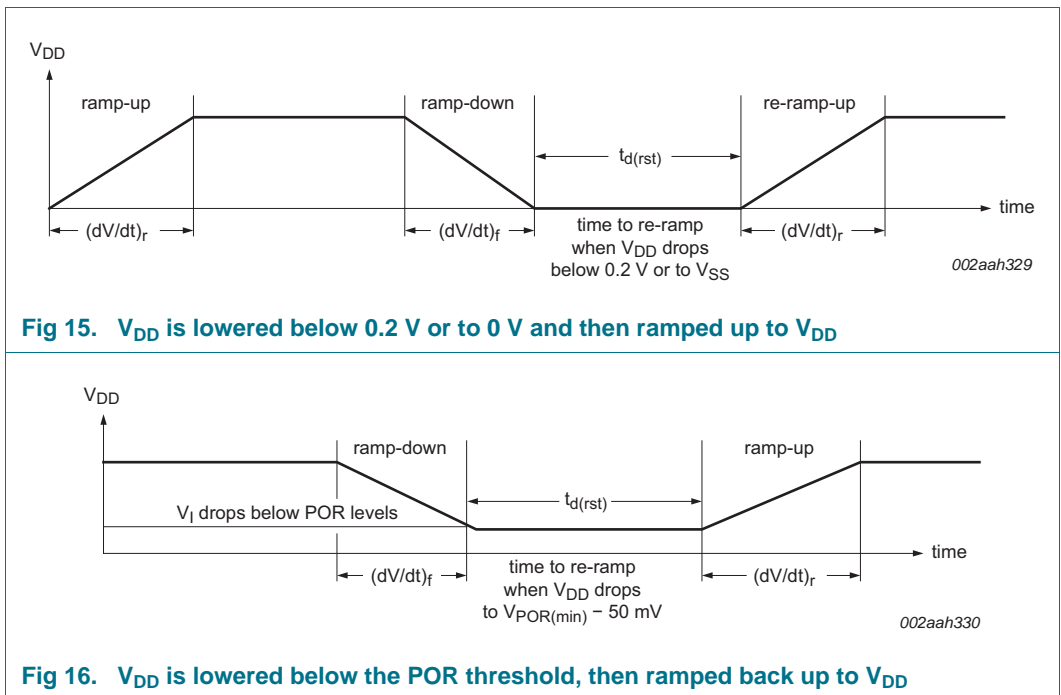 VDD
ramp-up
ramp-down
re-ramp-up
td(rst)
time
(dV/dt)r
(dV/dt)f
time to re-ramp
when VDD drops
below 0.2 V or to VSS
(dV/dt)r
002aah329
Fig 15. VDD is lowered below 0.2 V or to 0 V and then ramped up to VDD
VDD
ramp-down
ramp-up
td(rst)
VI drops below POR levels
time
(dV/dt)f
time to re-ramp
when VDD drops
to VPOR(min) − 50 mV
(dV/dt)r
002aah330
Fig 16. VDD is lowered below the POR threshold, then ramped back up to VDD